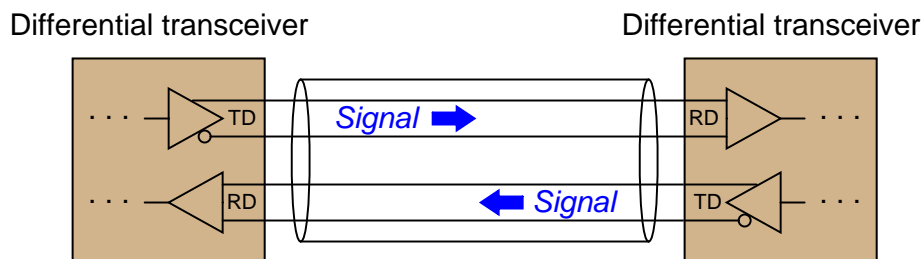 Differential transceiver Differential transceiver
. . . TD Signal RD . . .
. . . RD Signal TD . . .